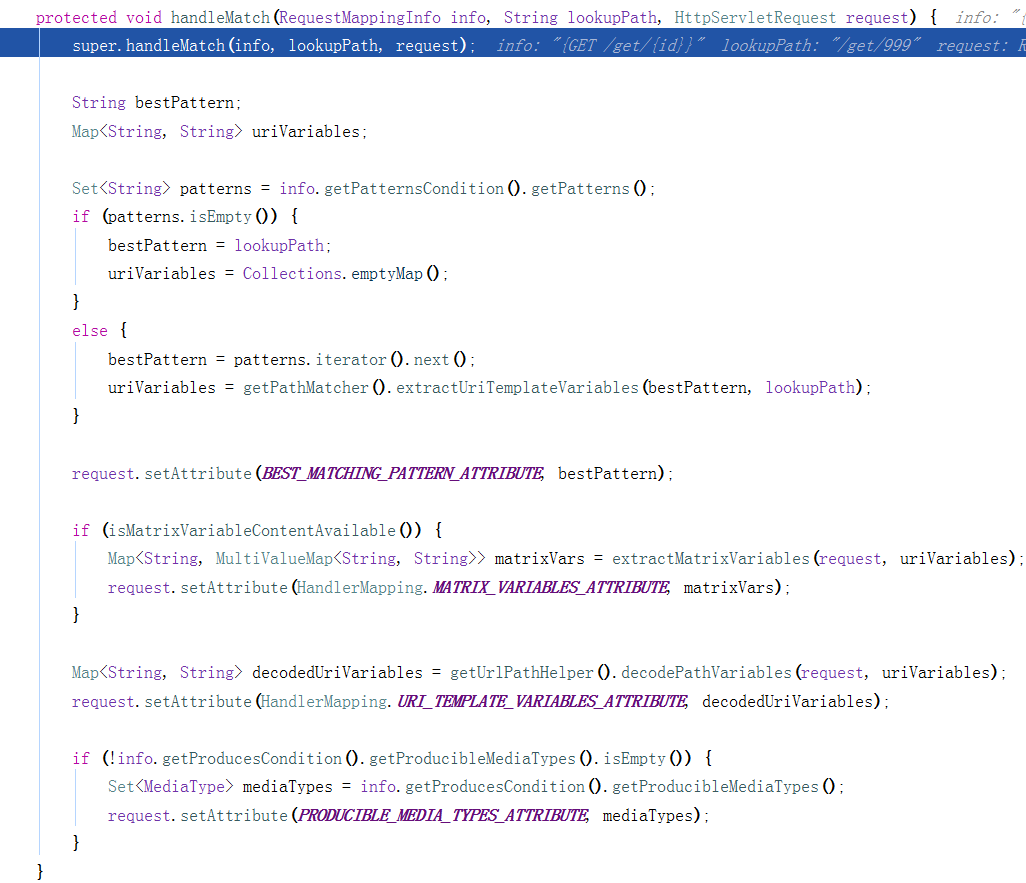 protected void handleMatch(RequestMappingInfo info, String lookupPath, HttpServletRequest request) {  info: "{
super.handleMatch(info, lookupPath, request);  info: "{GET /get/{id}}"  lookupPath: "/get/999"  request: R
String bestPattern;
Map<String, String> uriVariables;
Set<String> patterns = info.getPatternsCondition().getPatterns();
if (patterns.isEmpty()) {
bestPattern = lookupPath;
uriVariables = Collections.emptyMap();
}
else {
bestPattern = patterns.iterator().next();
uriVariables = getPathMatcher().extractUriTemplateVariables(bestPattern, lookupPath);
}
request.setAttribute(BEST_MATCHING_PATTERN_ATTRIBUTE, bestPattern);
if (isMatrixVariableContentAvailable()) {
Map<String, MultiValueMap<String, String>> matrixVars = extractMatrixVariables(request, uriVariables);
request.setAttribute(HandlerMapping.MATRIX_VARIABLES_ATTRIBUTE, matrixVars);
}
Map<String, String> decodedUriVariables = getUrlPathHelper().decodePathVariables(request, uriVariables);
request.setAttribute(HandlerMapping.URI_TEMPLATE_VARIABLES_ATTRIBUTE, decodedUriVariables);
if (!info.getProducesCondition().getProducibleMediaTypes().isEmpty()) {
Set<MediaType> mediaTypes = info.getProducesCondition().getProducibleMediaTypes();
request.setAttribute(PRODUCIBLE_MEDIA_TYPES_ATTRIBUTE, mediaTypes);
}
}